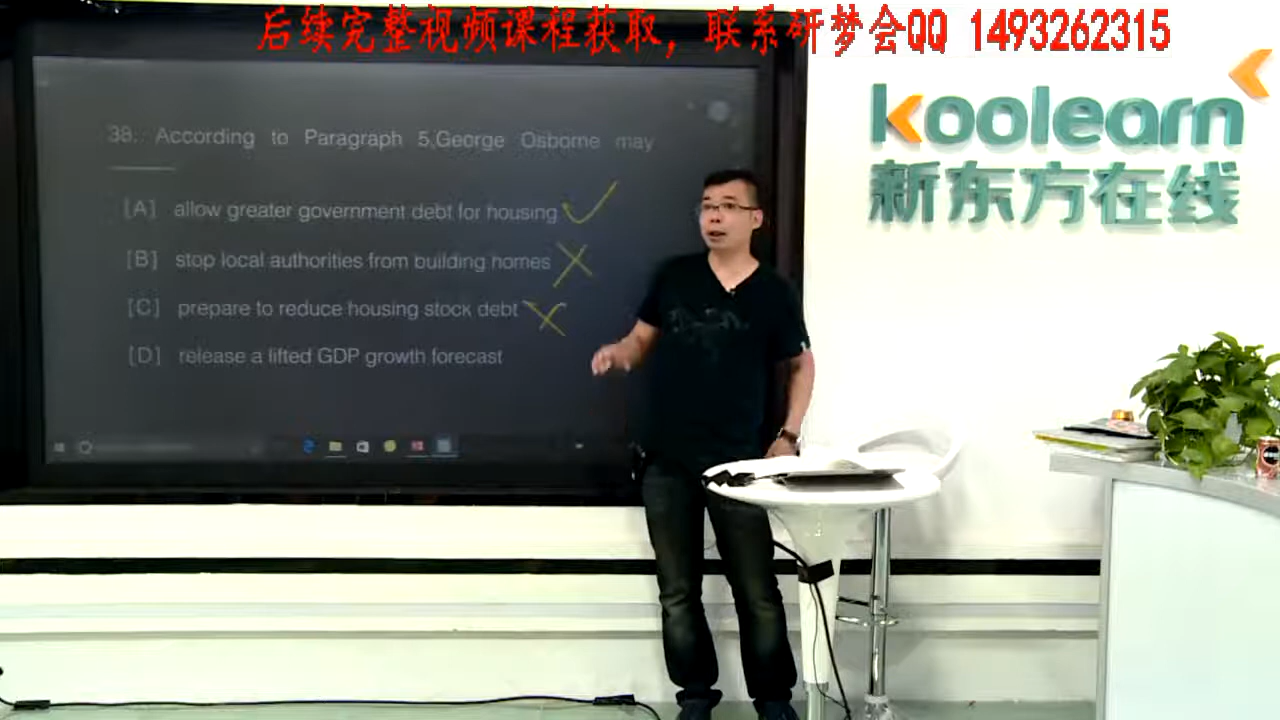 后续完整视频课程获取，联系研梦会QQ 1493262315
koolearn
新东方在线
38. According to Paragraph 5,George Osborne may
[A] allow greater government debt for housing
[B] stop local authorities from building homes
[C] prepare to reduce housing stock debt
[D] release a lifted GDP growth forecast